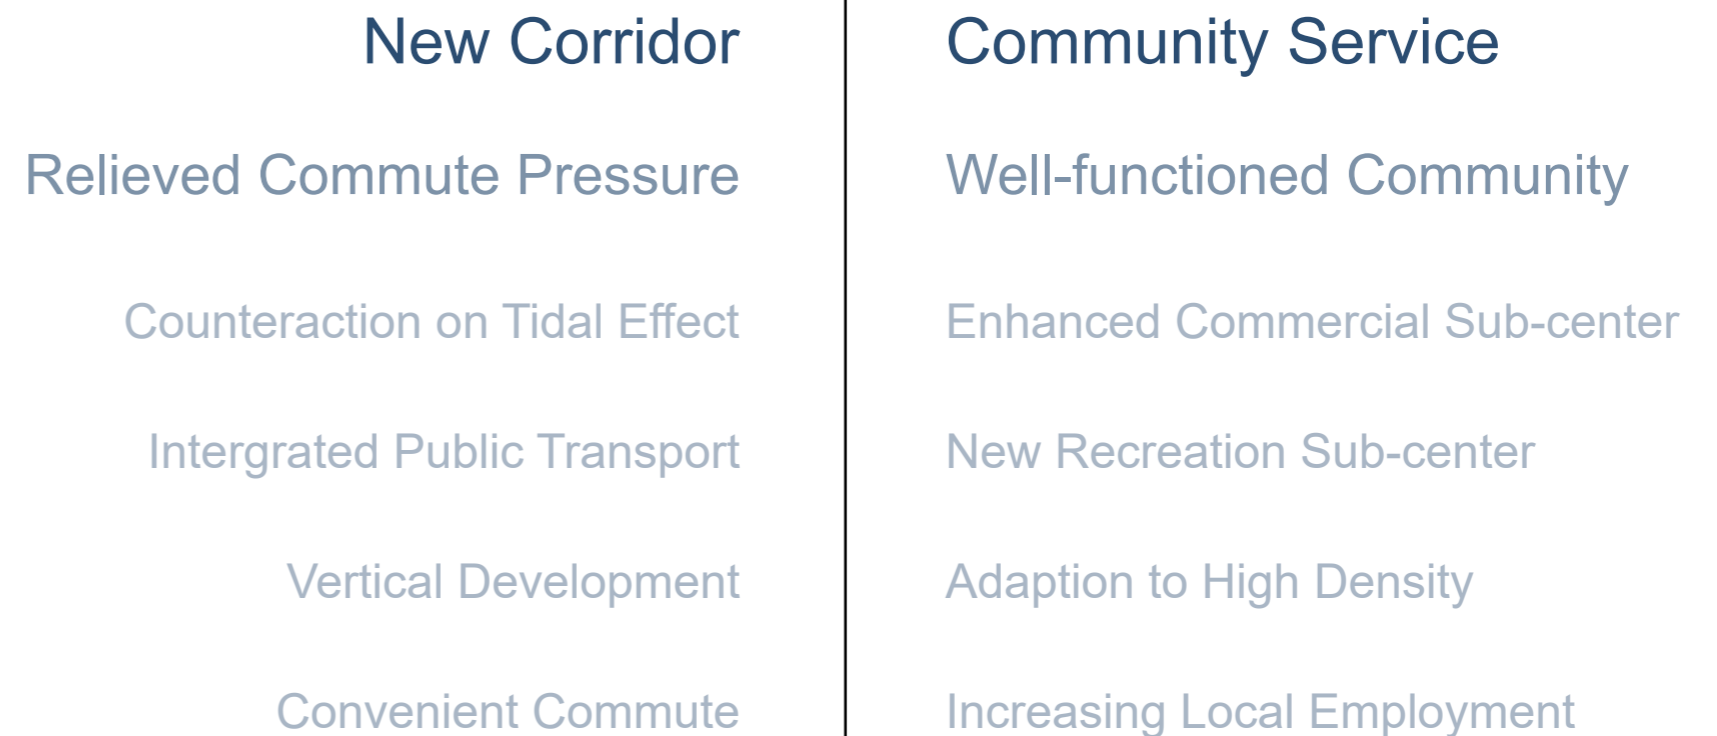 New Corridor
Relieved Commute Pressure
Counteraction on Tidal Effect
Intergrated Public Transport
Vertical Development
Convenient Commute
Community Service
Well-functioned Community
Enhanced Commercial Sub-center
New Recreation Sub-center
Adaption to High Density
Increasing Local Employment